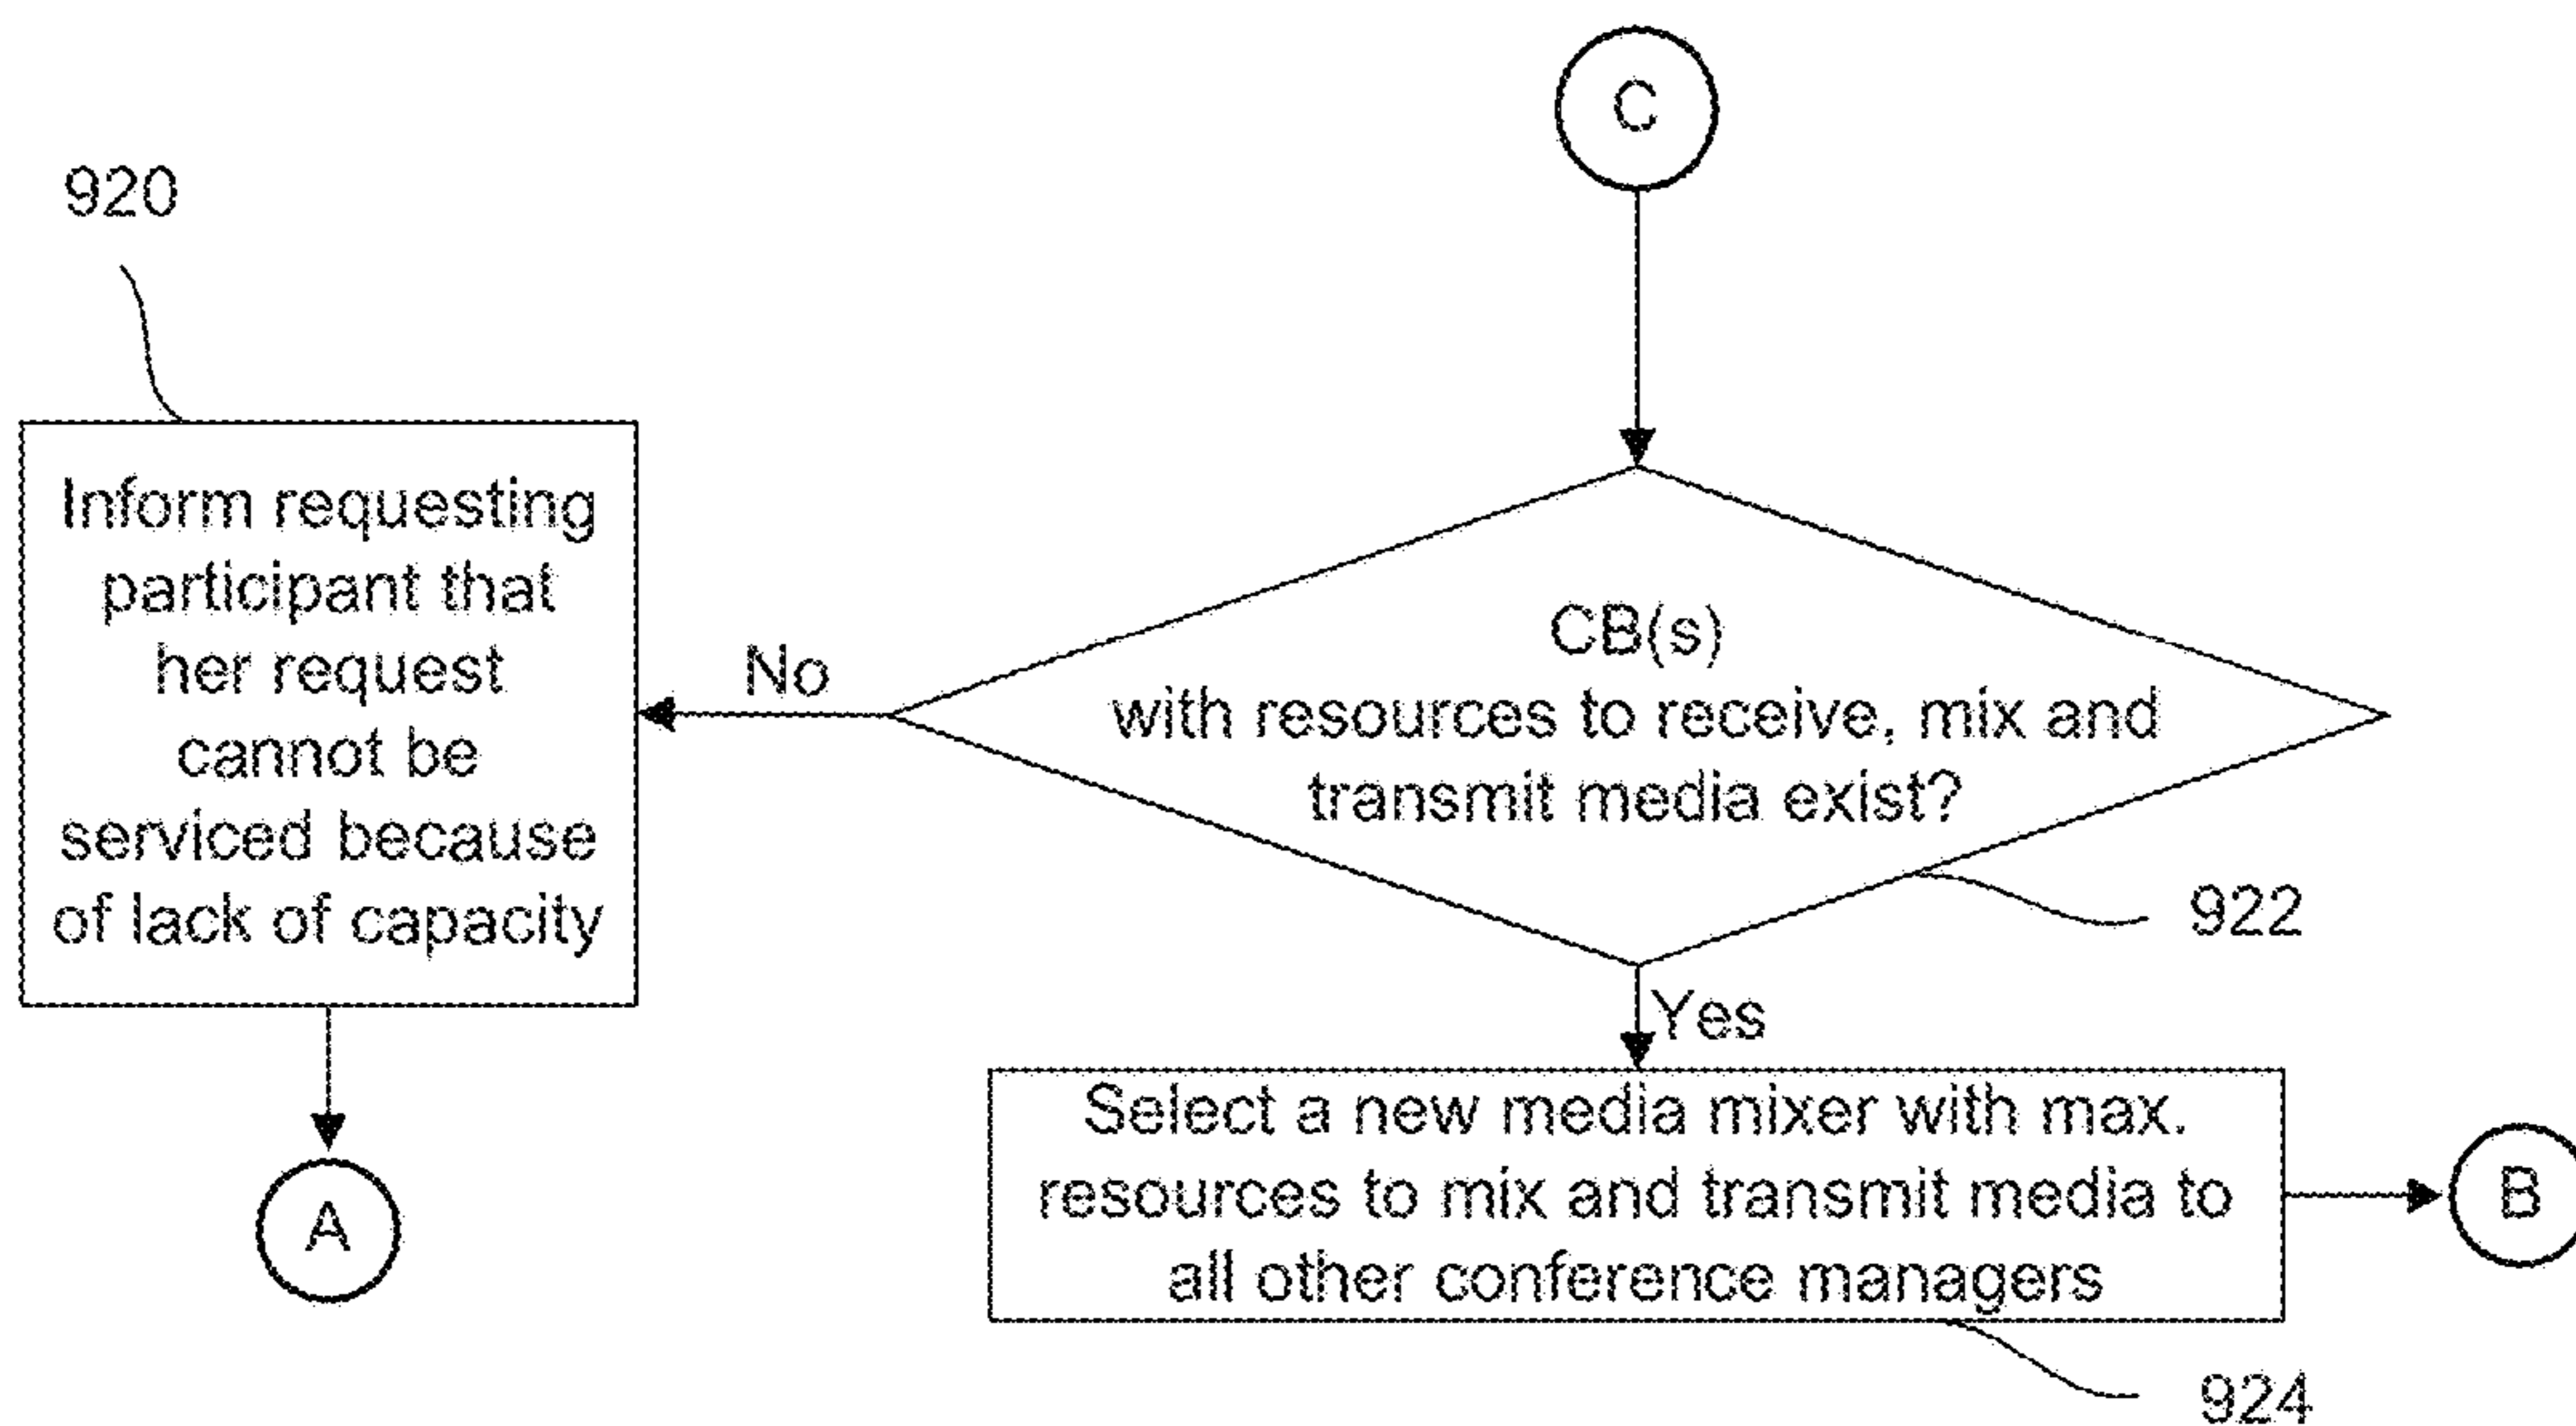 C
920
Inform requesting
participant that
her request
cannot be
serviced because
of lack of capacity
No
CB(s)
with resources to receive, mix and
transmit media exist?
922
Yes
Select a new media mixer with max.
resources to mix and transmit media to
all other conference managers
924
A
B